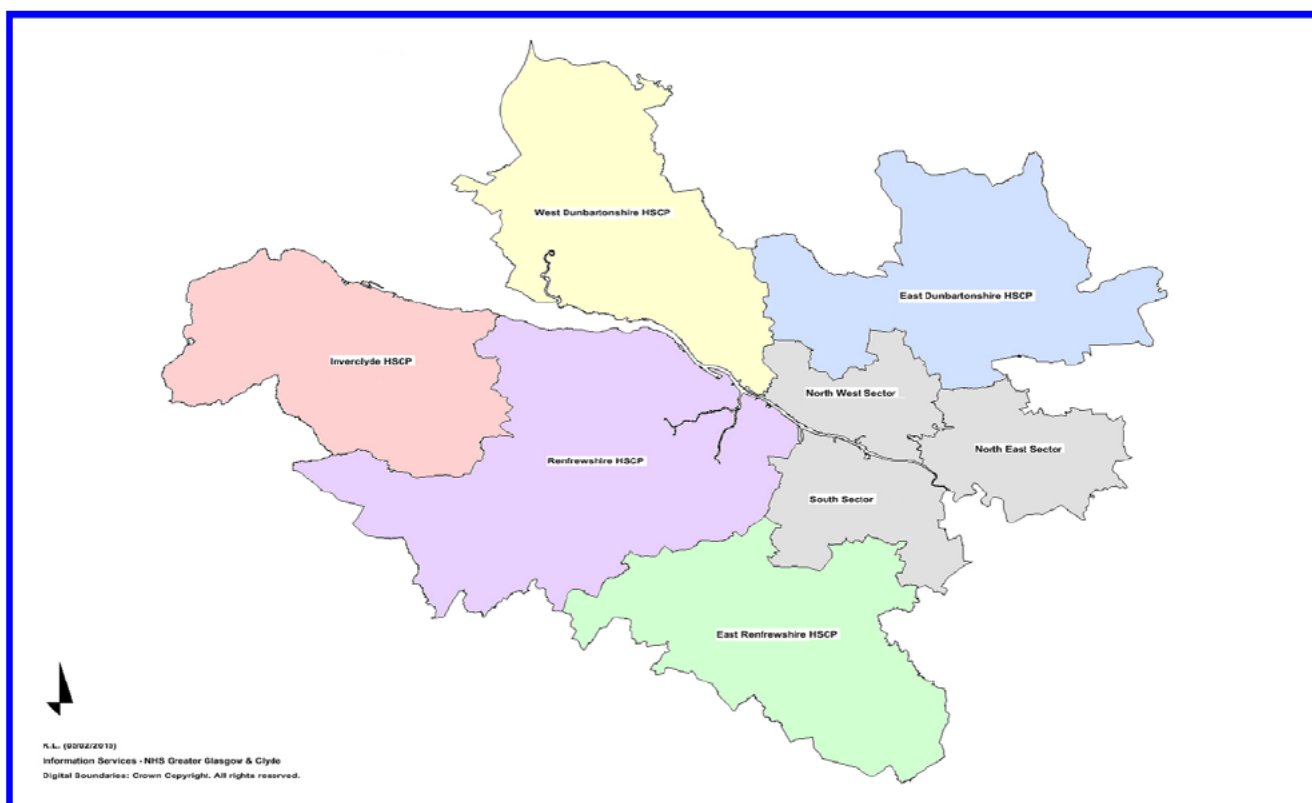 West Dunbartonshire HSCP
East Dunbartonshire HSCP
Inverclyde HSCP
North West Sector
North East Sector
Renfrewshire HSCP
South Sector
East Renfrewshire HSCP
K.L.
Information Services - NHS Greater Glasgow & Clyde
Digital Boundaries: Crown Copyright. All rights reserved.